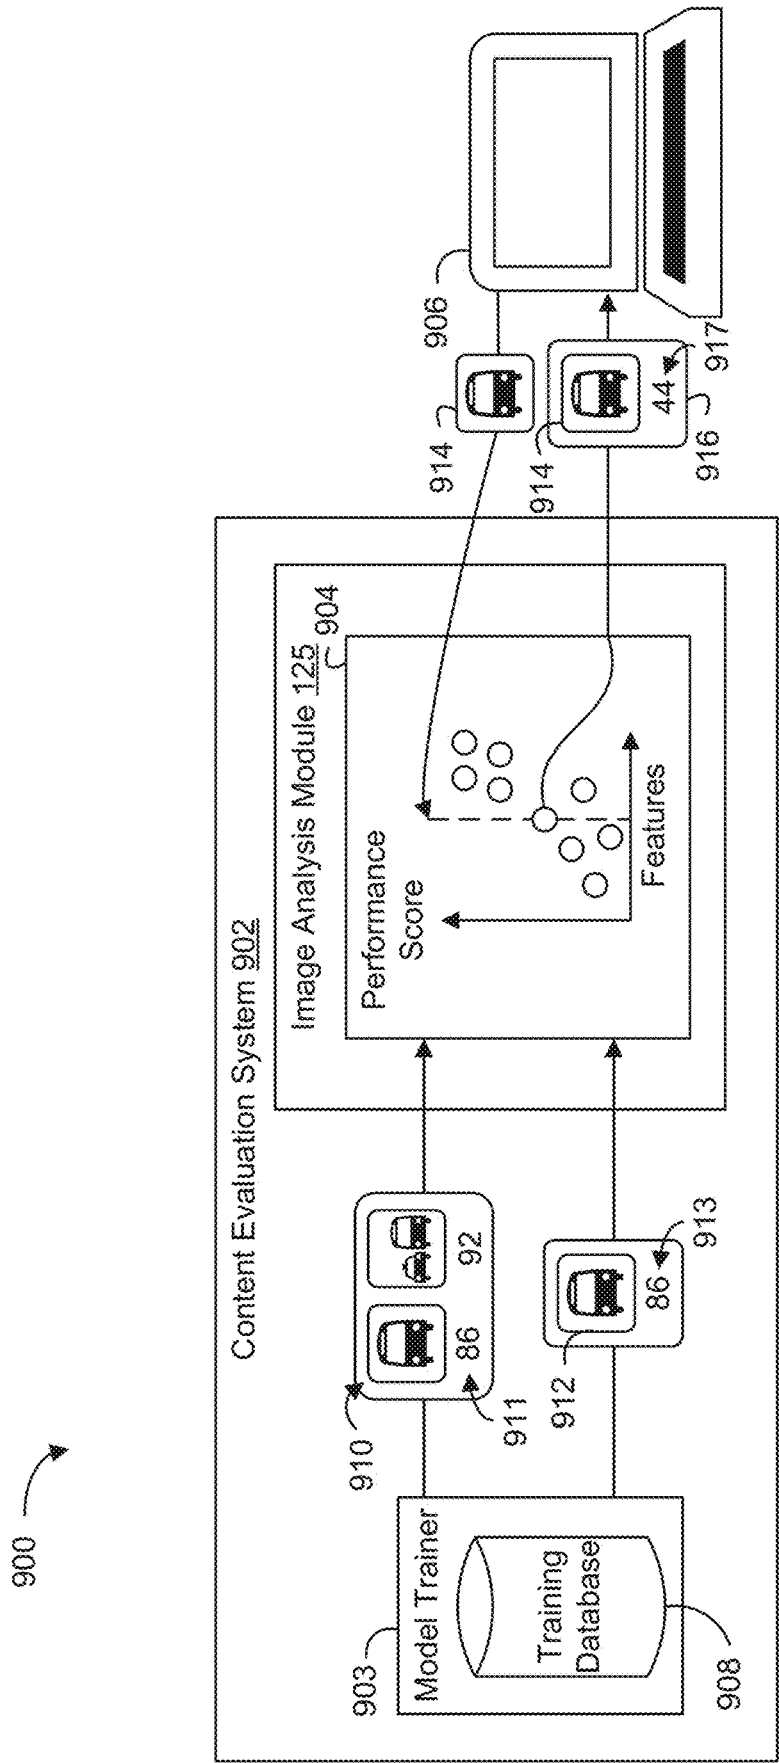 900
Content Evaluation System 902
903
Model Trainer
Training
Database
908
910
86
92
911
912
86
913
Image Analysis Module 125
904
Performance
Score
Features
914
914
44
917
916
906